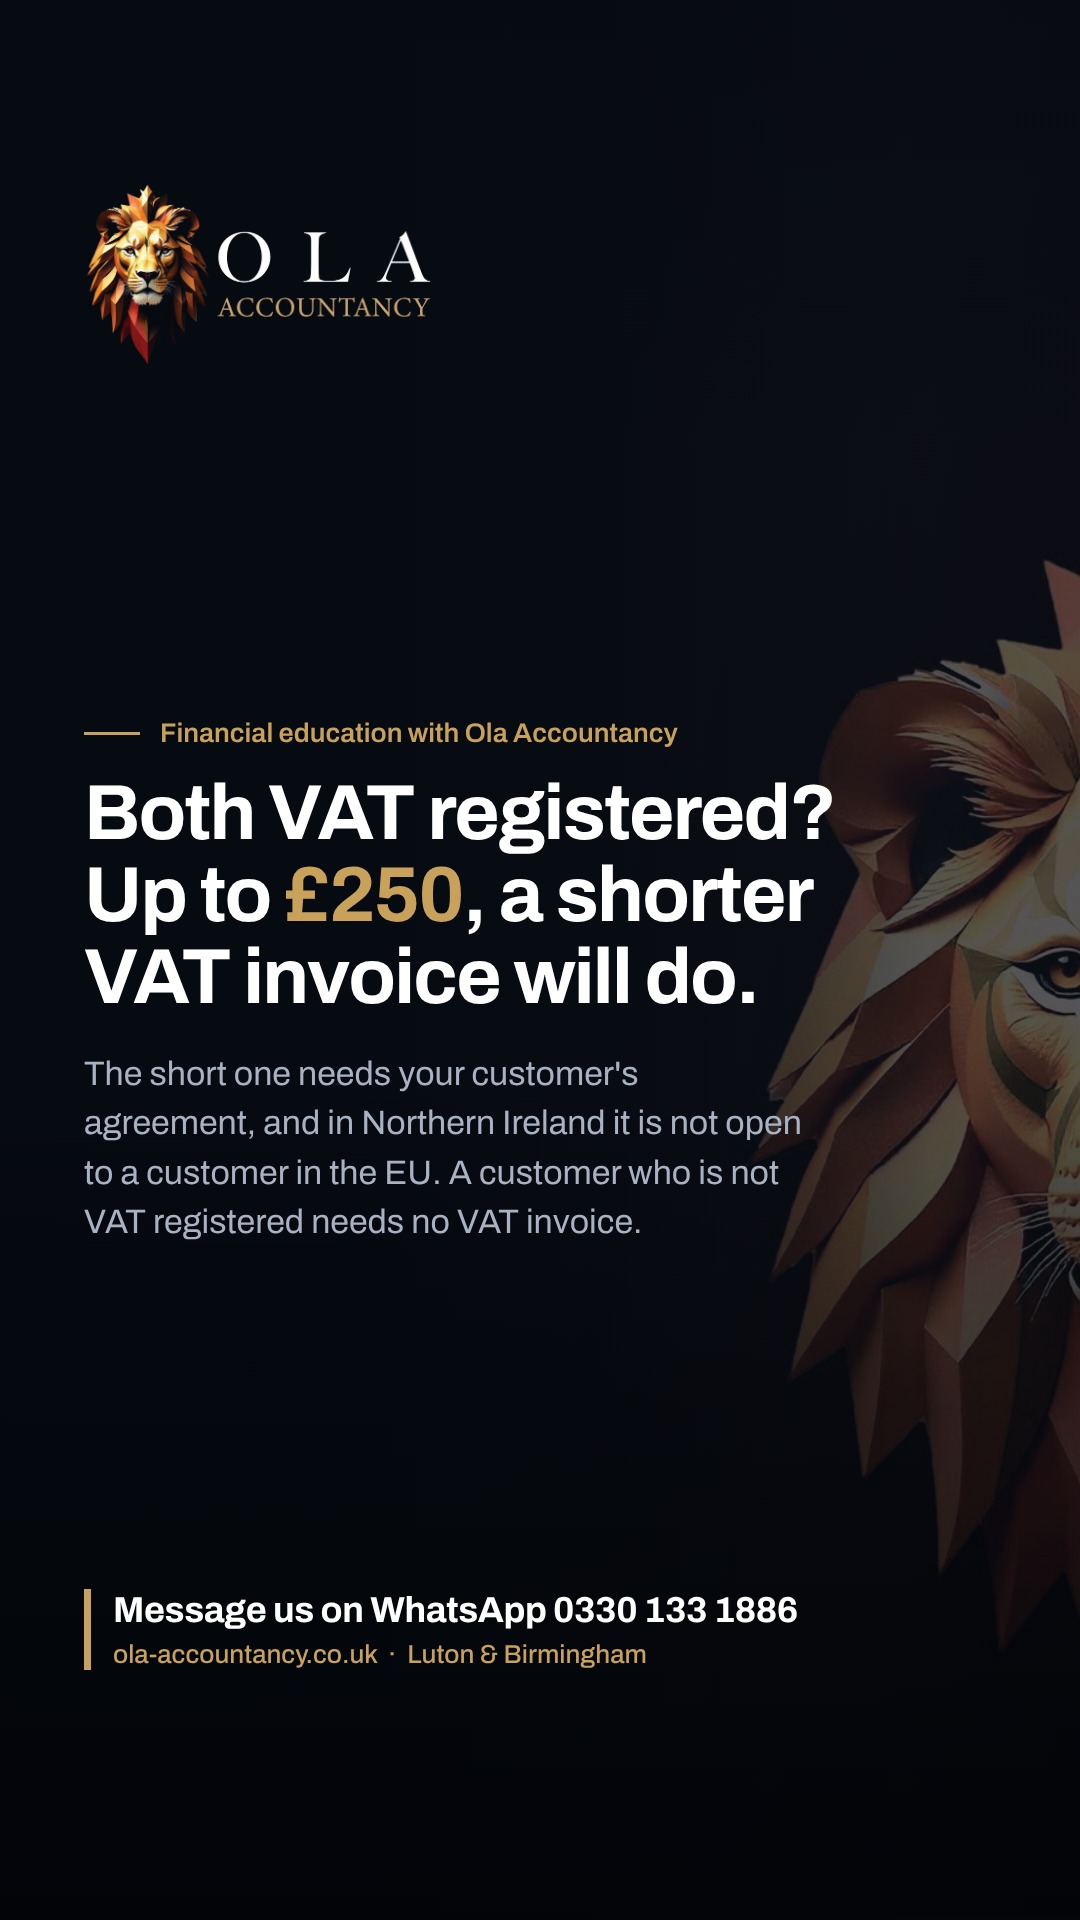 OLA
ACCOUNTANCY
Financial education with Ola Accountancy
Both VAT registered?
Up to £250, a shorter
VAT invoice will do.
The short one needs your customer's
agreement, and in Northern Ireland it is not open
to a customer in the EU. A customer who is not
VAT registered needs no VAT invoice.
Message us on WhatsApp 0330 133 1886
ola-accountancy.co.uk · Luton & Birmingham